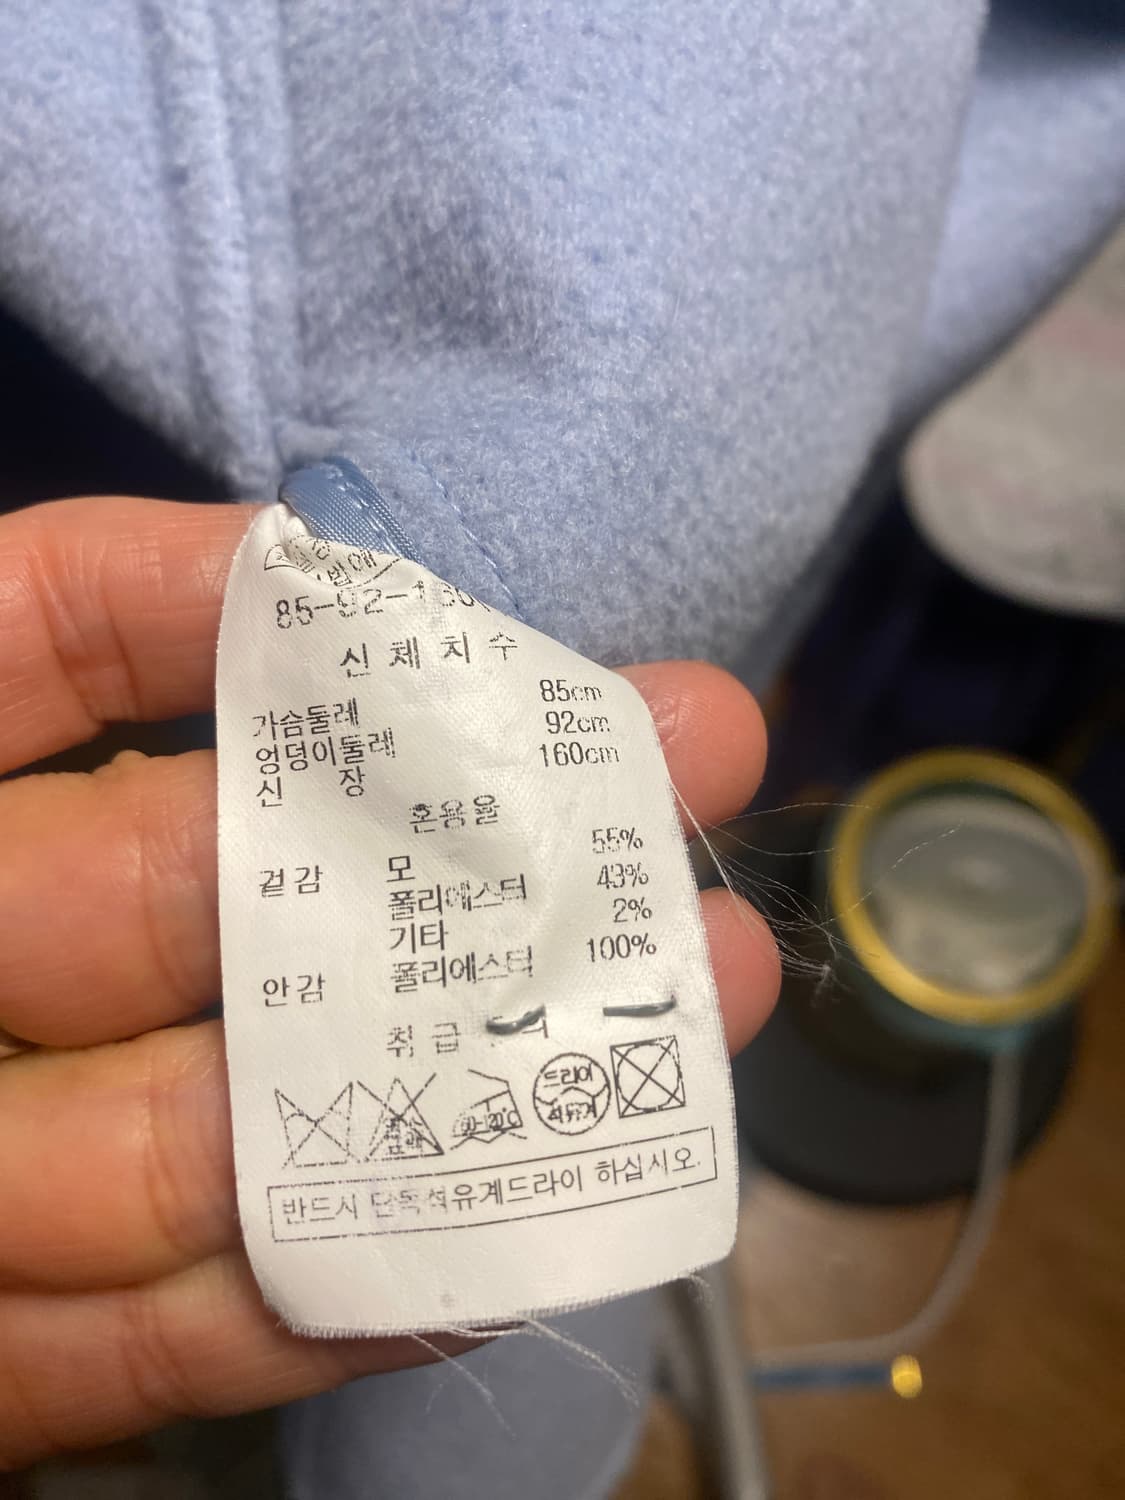 85-92-160
신체치수
가슴둘레 85cm
엉덩이둘레 92cm
신 장 160cm
혼용율
겉감 모 55%
폴리에스터 43%
기타 2%
안감 폴리에스터 100%
취급
드라이
석유계
반드시 단독석유계드라이 하십시오.